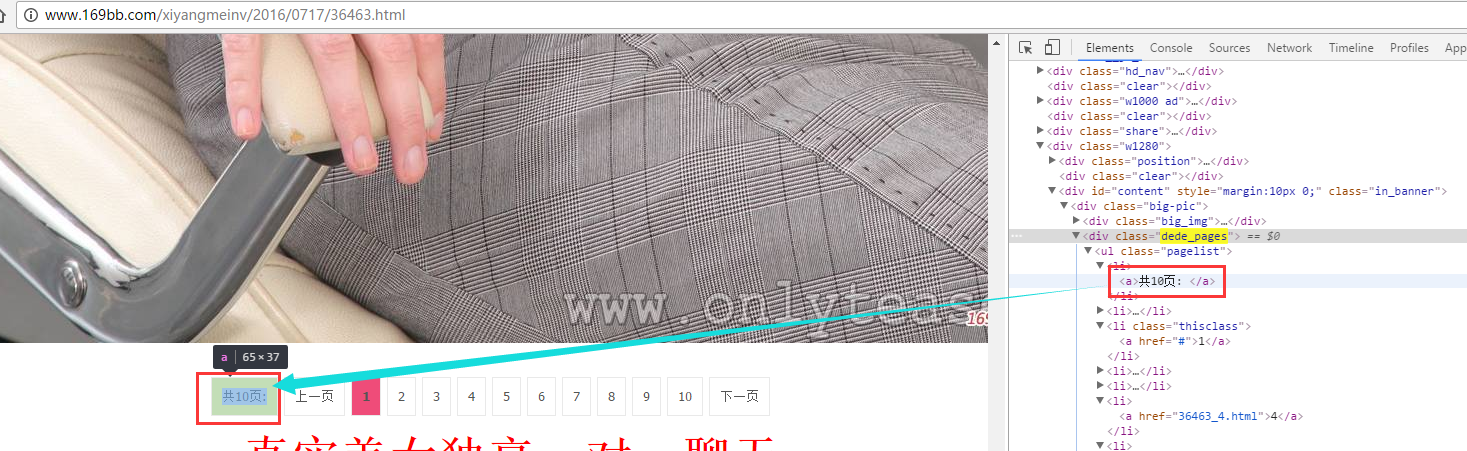 www.169bb.com/xiyangmeinv/2016/0717/36463.html
Elements Console Sources Network Timeline Profiles App
<div class="hd_nav">…</div>
<div class="clear"></div>
<div class="w1000 ad">…</div>
<div class="clear"></div>
<div class="share">…</div>
<div class="w1280">
<div class="position">…</div>
<div class="clear"></div>
<div id="content" style="margin:10px 0;" class="in_banner">
<div class="big-pic">
<div class="big_img">…</div>
<div class="dede_pages"> == $0
<ul class="pagelist">
<li>
<a>共10页: </a>
</li>
<li>…</li>
<li class="thisclass">
<a href="#">1</a>
</li>
<li>…</li>
<li>…</li>
<li>
<a href="36463_4.html">4</a>
</li>
<li>
www.onlyteas
169
a 65×37
共10页: 上一页 1 2 3 4 5 6 7 8 9 10 下一页